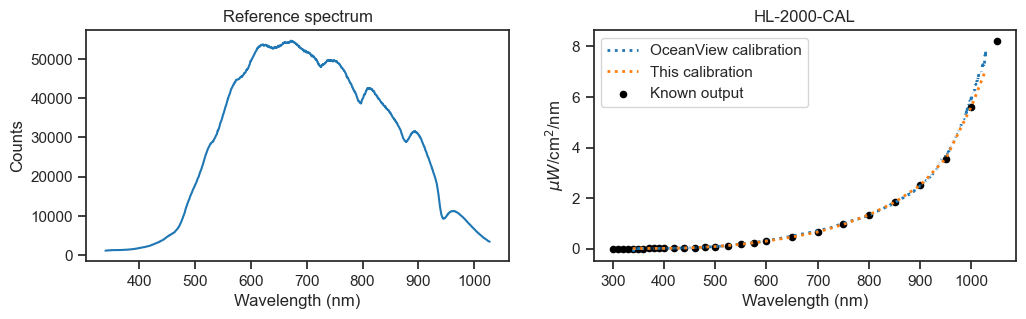 Reference spectrum
Counts
50000
40000
30000
20000
10000
0
400 500 600 700 800 900 1000
Wavelength (nm)
HL-2000-CAL
μW/cm²/nm
8
6
4
2
0
OceanView calibration
This calibration
Known output
300 400 500 600 700 800 900 1000
Wavelength (nm)